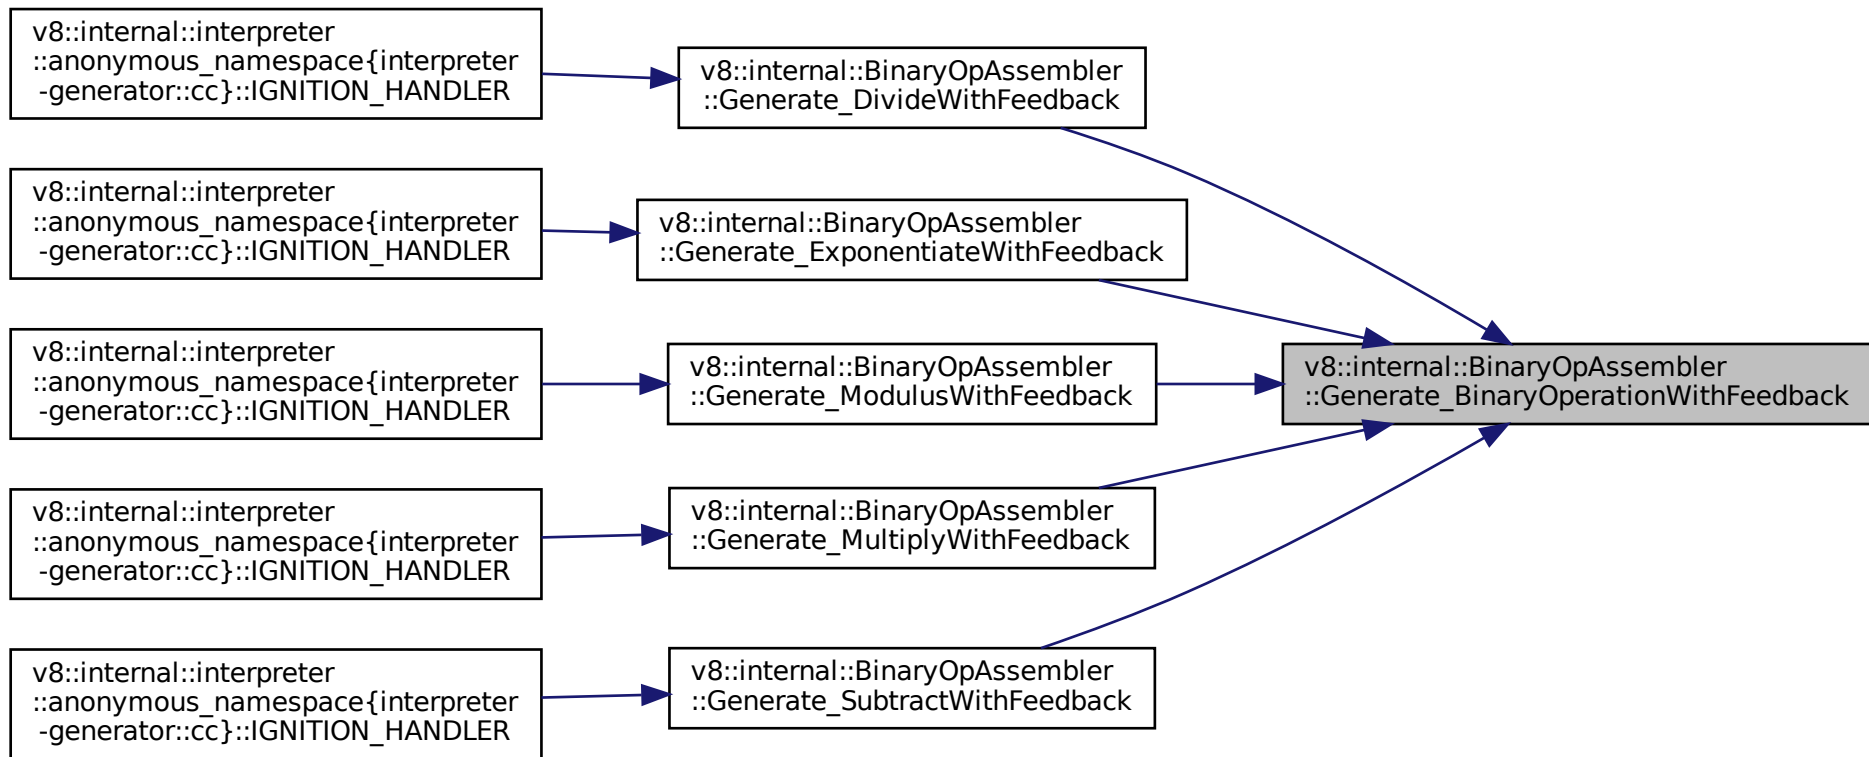 v8::internal::interpreter
::anonymous_namespace{interpreter
-generator::cc}::IGNITION_HANDLER
v8::internal::BinaryOpAssembler
::Generate_DivideWithFeedback
v8::internal::interpreter
::anonymous_namespace{interpreter
-generator::cc}::IGNITION_HANDLER
v8::internal::BinaryOpAssembler
::Generate_ExponentiateWithFeedback
v8::internal::interpreter
::anonymous_namespace{interpreter
-generator::cc}::IGNITION_HANDLER
v8::internal::BinaryOpAssembler
::Generate_ModulusWithFeedback
v8::internal::BinaryOpAssembler
::Generate_BinaryOperationWithFeedback
v8::internal::interpreter
::anonymous_namespace{interpreter
-generator::cc}::IGNITION_HANDLER
v8::internal::BinaryOpAssembler
::Generate_MultiplyWithFeedback
v8::internal::interpreter
::anonymous_namespace{interpreter
-generator::cc}::IGNITION_HANDLER
v8::internal::BinaryOpAssembler
::Generate_SubtractWithFeedback